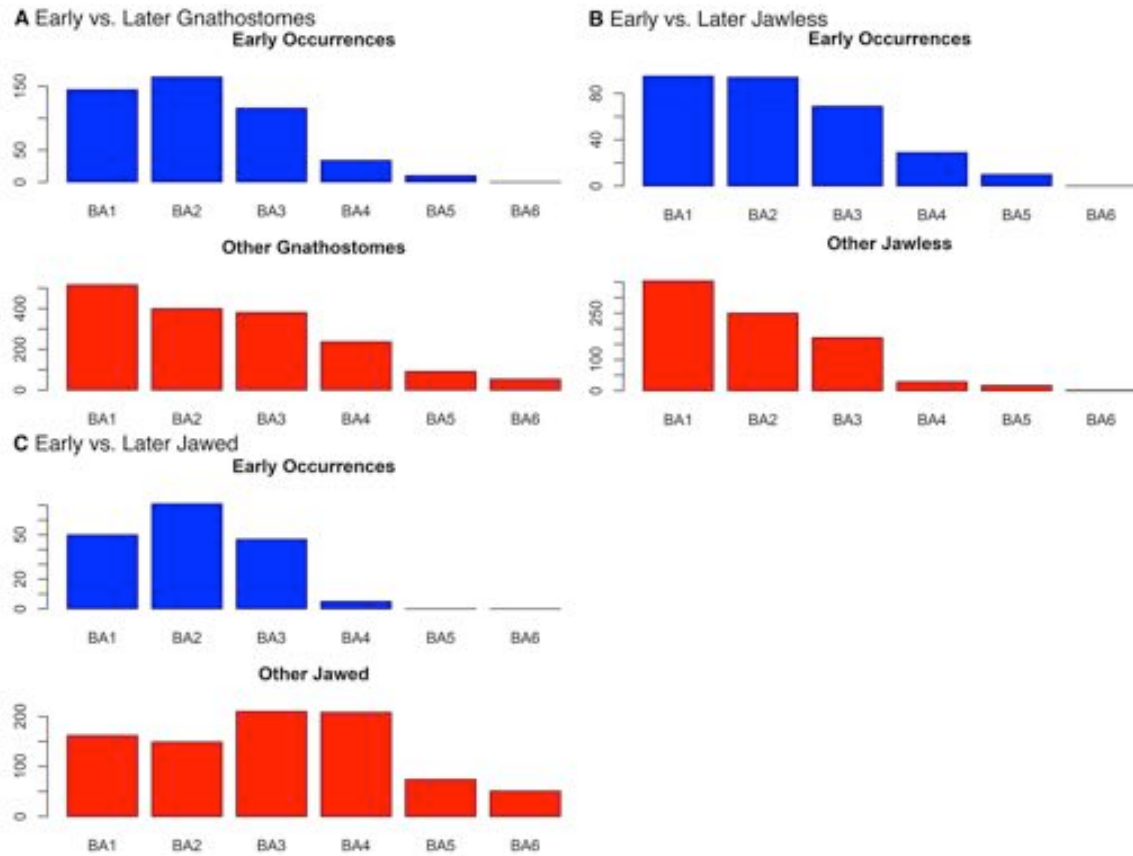 A Early vs. Later Gnathostomes
Early Occurrences
150
50
0
BA1 BA2 BA3 BA4 BA5 BA6
Other Gnathostomes
400
200
0
BA1 BA2 BA3 BA4 BA5 BA6
B Early vs. Later Jawless
Early Occurrences
80
40
0
BA1 BA2 BA3 BA4 BA5 BA6
Other Jawless
250
100
0
BA1 BA2 BA3 BA4 BA5 BA6
C Early vs. Later Jawed
Early Occurrences
50
20
0
BA1 BA2 BA3 BA4 BA5 BA6
Other Jawed
200
100
0
BA1 BA2 BA3 BA4 BA5 BA6